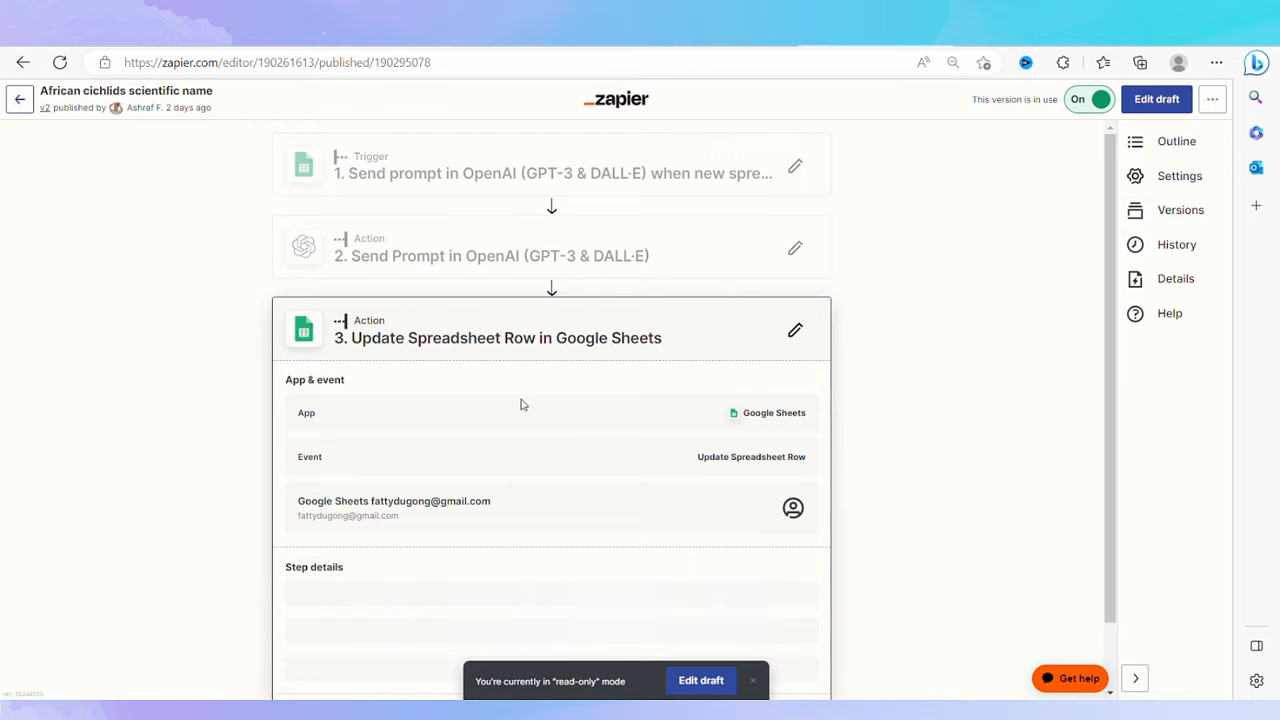 https://zapier.com/editor/190261613/published/190295078
African cichlids scientific name
v2 published by Ashraf F. 2 days ago
_zapier
This version is in use
On
Edit draft
Trigger
1. Send prompt in OpenAI (GPT-3 & DALL·E) when new spre...
Action
2. Send Prompt in OpenAI (GPT-3 & DALL·E)
Action
3. Update Spreadsheet Row in Google Sheets
App & event
App
Google Sheets
Event
Update Spreadsheet Row
Google Sheets fattydugong@gmail.com
fattydugong@gmail.com
Step details
You're currently in “read-only” mode
Edit draft
Outline
Settings
Versions
History
Details
Help
Get help